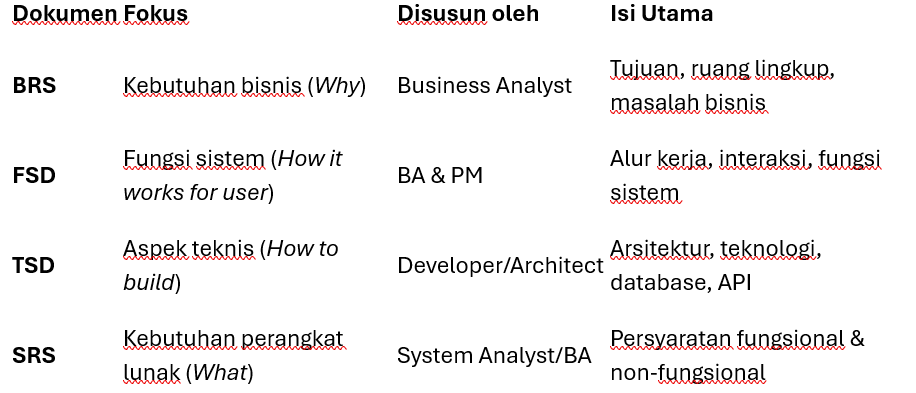 Dokumen Fokus Disusun oleh Isi Utama
BRS Kebutuhan bisnis (Why) Business Analyst Tujuan, ruang lingkup,
masalah bisnis
FSD Fungsi sistem (How it
works for user) BA & PM Alur kerja, interaksi, fungsi
sistem
TSD Aspek teknis (How to
build) Developer/Architect Arsitektur, teknologi,
database, API
SRS Kebutuhan perangkat
lunak (What) System Analyst/BA Persyaratan fungsional &
non-fungsional